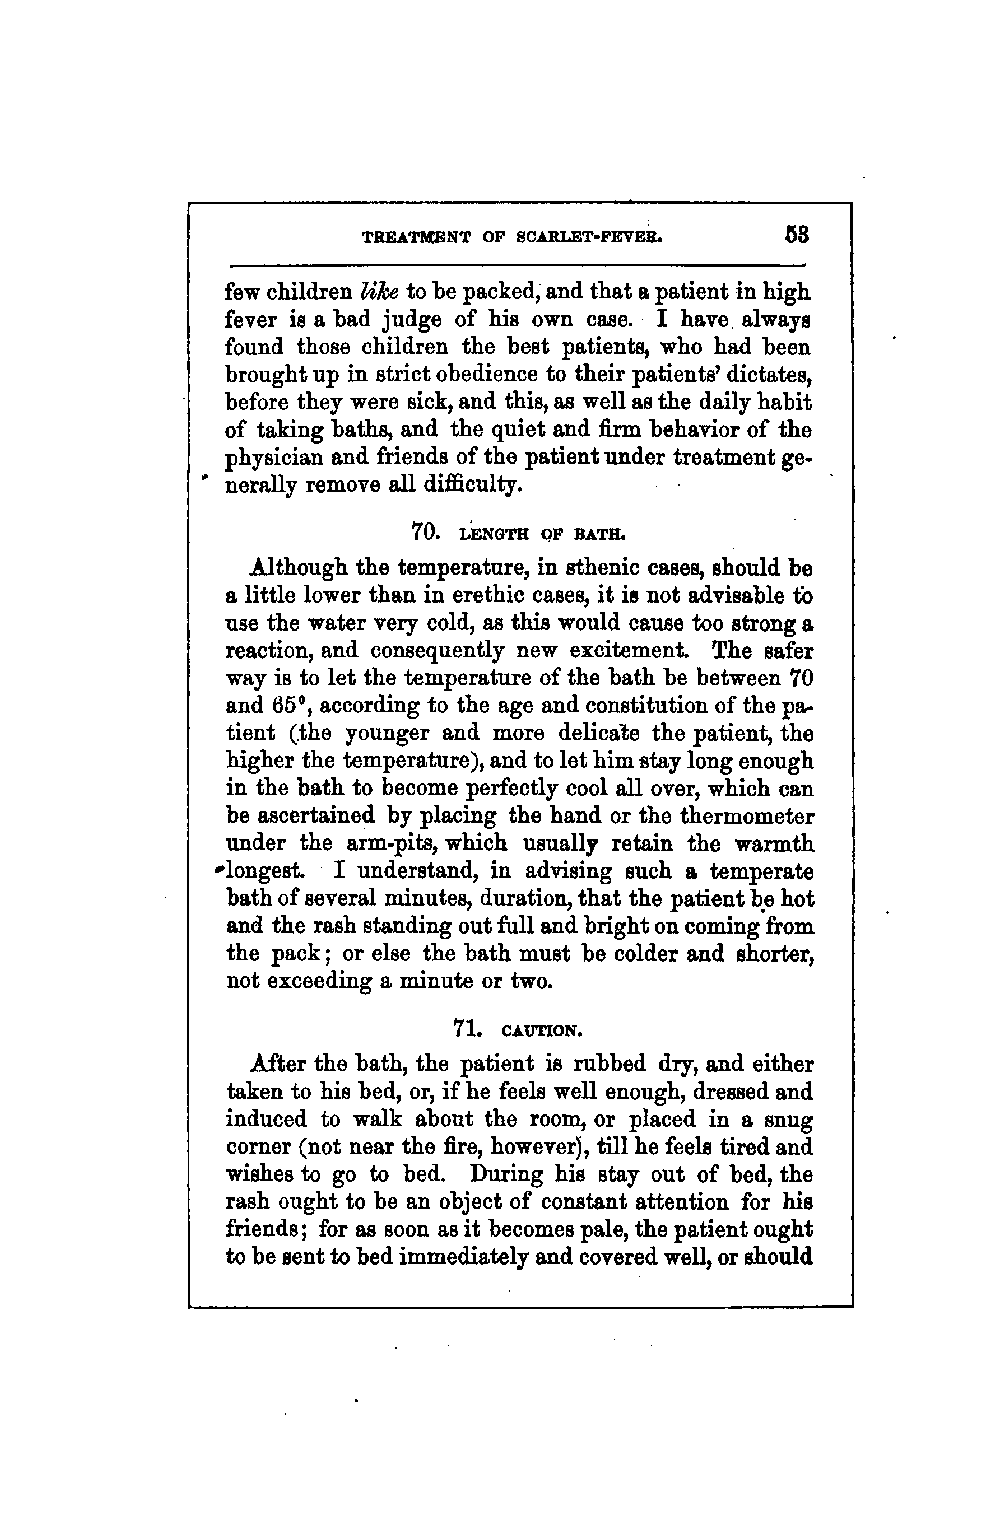 TREATMENT OF SCARLET-FEVER. 53
few children like to be packed, and that a patient in high
fever is a bad judge of his own case. I have always
found those children the best patients, who had been
brought up in strict obedience to their patients' dictates,
before they were sick, and this, as well as the daily habit
of taking baths, and the quiet and firm behavior of the
physician and friends of the patient under treatment ge-
nerally remove all difficulty.
70. LENGTH OF BATH.
Although the temperature, in sthenic cases, should be
a little lower than in erethic cases, it is not advisable to
use the water very cold, as this would cause too strong a
reaction, and consequently new excitement. The safer
way is to let the temperature of the bath be between 70
and 65°, according to the age and constitution of the pa-
tient (the younger and more delicate the patient, the
higher the temperature), and to let him stay long enough
in the bath to become perfectly cool all over, which can
be ascertained by placing the hand or the thermometer
under the arm-pits, which usually retain the warmth
longest. I understand, in advising such a temperate
bath of several minutes, duration, that the patient be hot
and the rash standing out full and bright on coming from
the pack; or else the bath must be colder and shorter,
not exceeding a minute or two.
71. CAUTION.
After the bath, the patient is rubbed dry, and either
taken to his bed, or, if he feels well enough, dressed and
induced to walk about the room, or placed in a snug
corner (not near the fire, however), till he feels tired and
wishes to go to bed. During his stay out of bed, the
rash ought to be an object of constant attention for his
friends; for as soon as it becomes pale, the patient ought
to be sent to bed immediately and covered well, or should